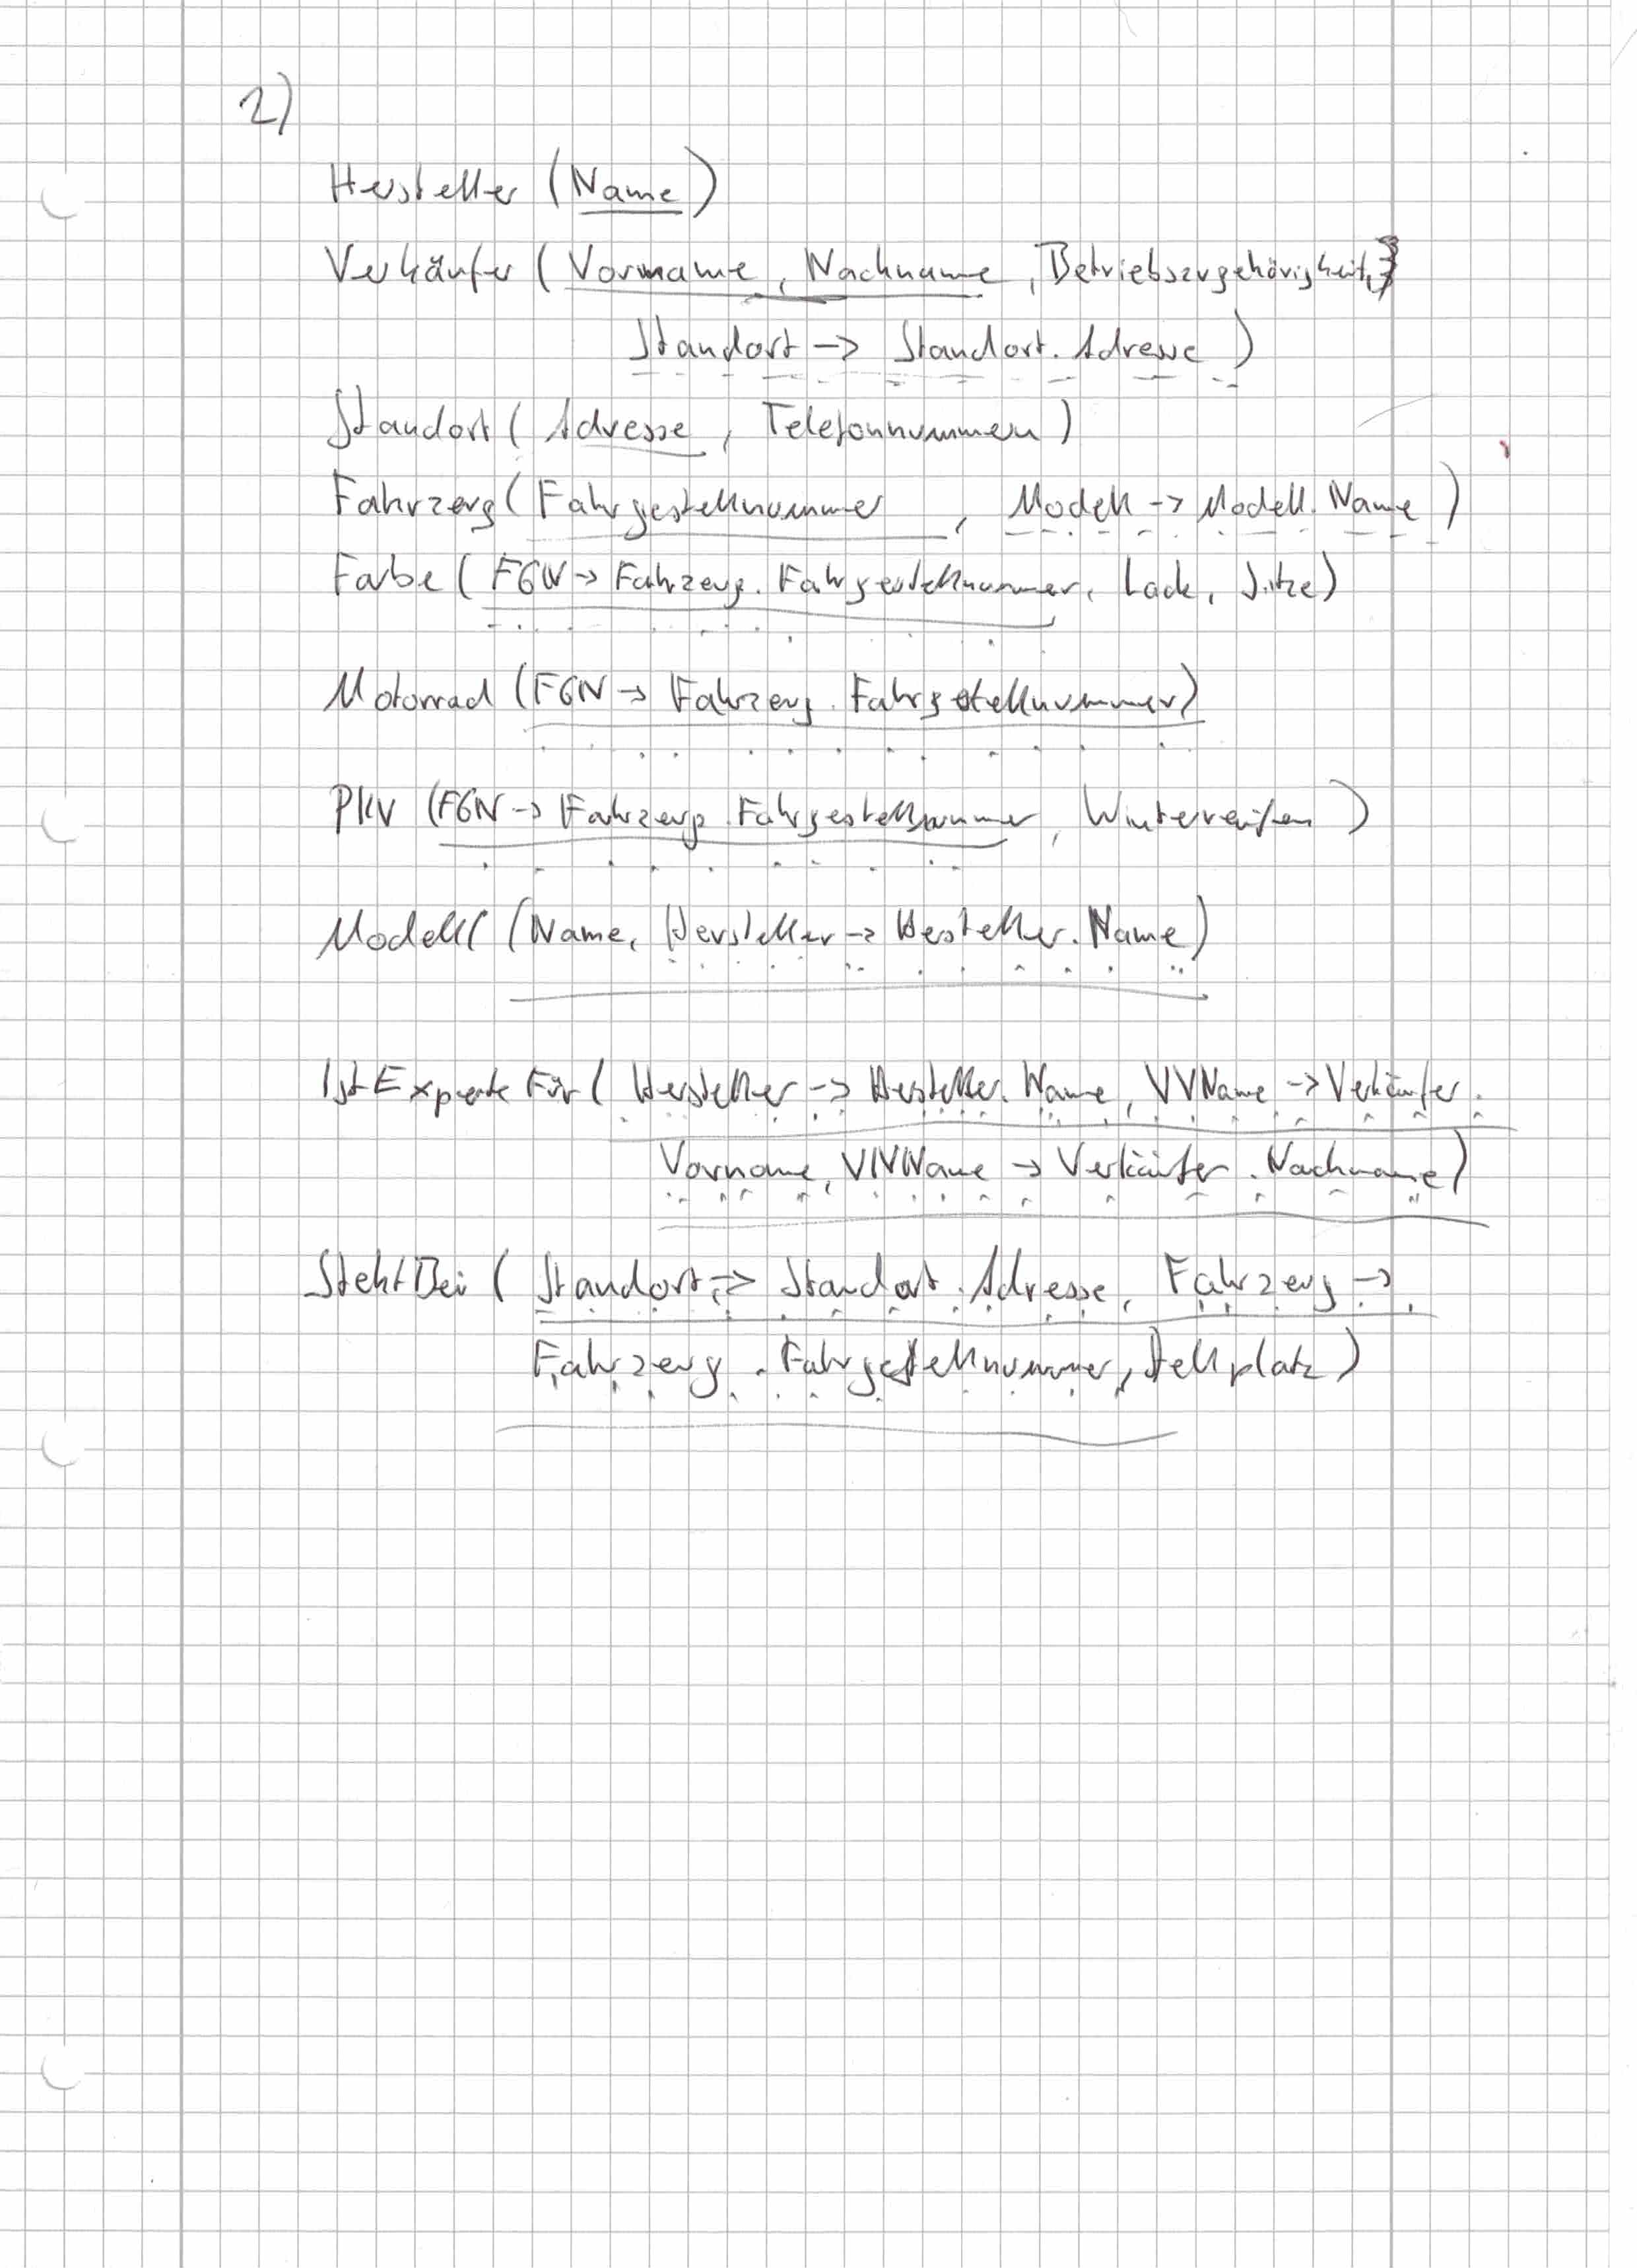 2)
Hersteller (Name)
Verkäufer (Vorname, Nachname, Betriebszugehörigkeit,
Standort -> Standort.Adresse)
Standort (Adresse, Telefonnummern)
Fahrzeug (Fahrgestellnummer, Modell -> Modell.Name)
Farbe (FGN -> Fahrzeug.Fahrgestellnummer, Lack, Sitze)
Motorrad (FGN -> Fahrzeug.Fahrgestellnummer)
PKW (FGN -> Fahrzeug.Fahrgestellnummer, Winterreifen)
Modell (Name, Hersteller -> Hersteller.Name)
IstExperteFür (Hersteller -> Hersteller.Name, VVName -> Verkäufer.
Vorname, VNName -> Verkäufer.Nachname)
StehtBei (Standort -> Standort.Adresse, Fahrzeug ->
Fahrzeug.Fahrgestellnummer, Stellplatz)